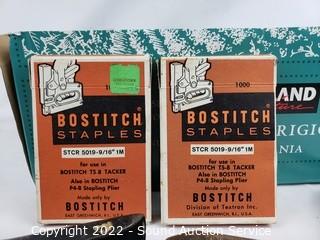 BOSTITCH
STAPLES
STCR 5019-9/16" 1M
for use in
BOSTITCH T5-8 TACKER
Also in BOSTITCH
P4-8 Stapling Plier
Made only by
BOSTITCH
EAST GREENWICH, R.I., U.S.A.
1000
BOSTITCH
STAPLES
STCR 5019-9/16" 1M
for use in
BOSTITCH T5-8 TACKER
Also in BOSTITCH
P4-8 Stapling Plier
Made only by
BOSTITCH
Division of Textron Inc.
EAST GREENWICH, R.I., U.S.A.
LAND
RIGI
NIA
Copyright 2022 - Sound Auction Service